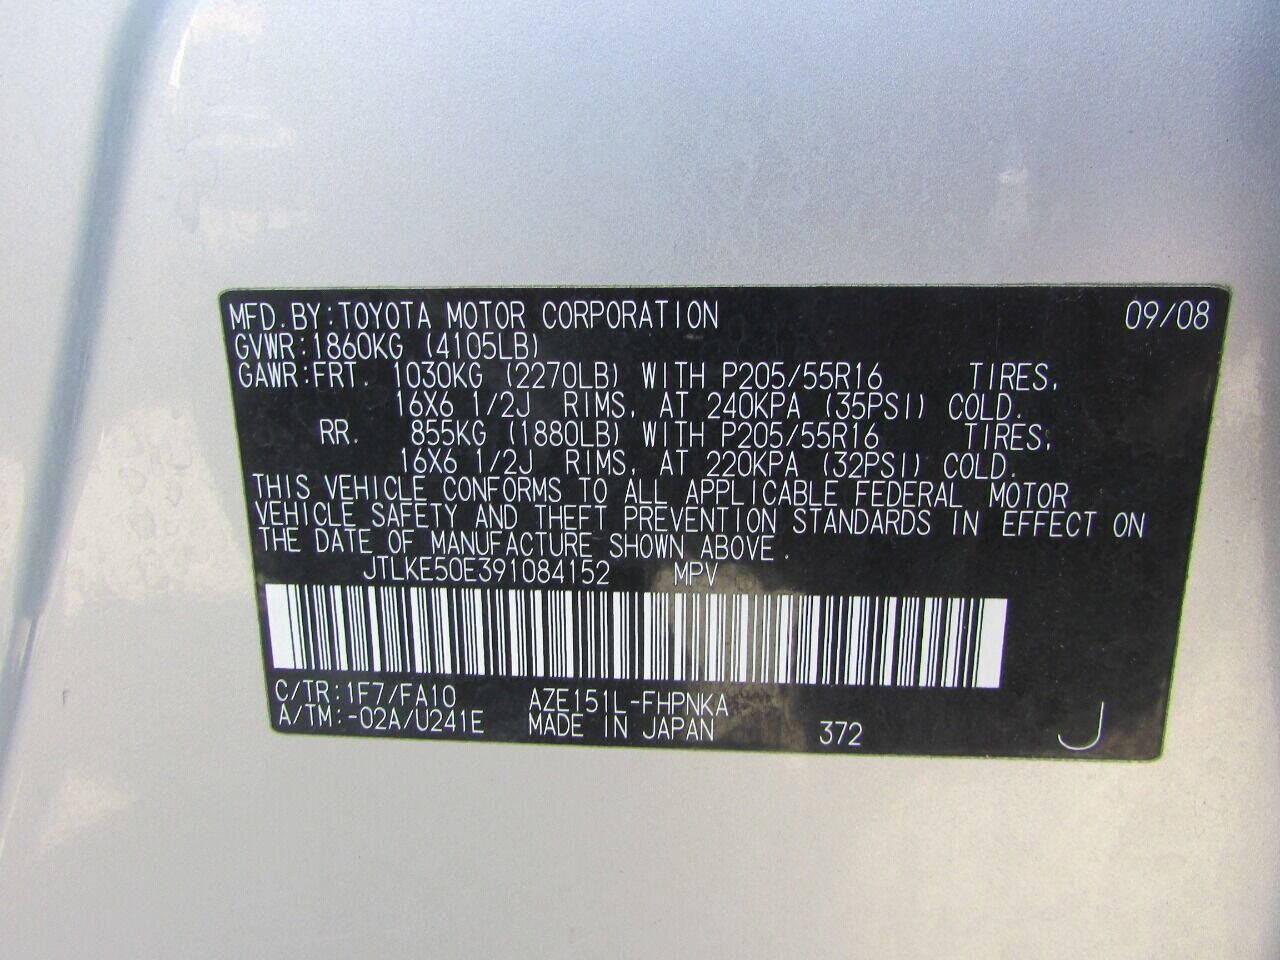 MFD. BY: TOYOTA MOTOR CORPORATION 09/08
GVWR: 1860KG (4105LB)
GAWR: FRT. 1030KG (2270LB) WITH P205/55R16 TIRES,
16X6 1/2J RIMS, AT 240KPA (35PSI) COLD.
RR. 855KG (1880LB) WITH P205/55R16 TIRES,
16X6 1/2J RIMS, AT 220KPA (32PSI) COLD.
THIS VEHICLE CONFORMS TO ALL APPLICABLE FEDERAL MOTOR
VEHICLE SAFETY AND THEFT PREVENTION STANDARDS IN EFFECT ON
THE DATE OF MANUFACTURE SHOWN ABOVE.
JTLKE50E391084152 MPV
C/TR: 1F7/FA10 AZE151L-FHPNKA
A/TM: -02A/U241E MADE IN JAPAN 372 J